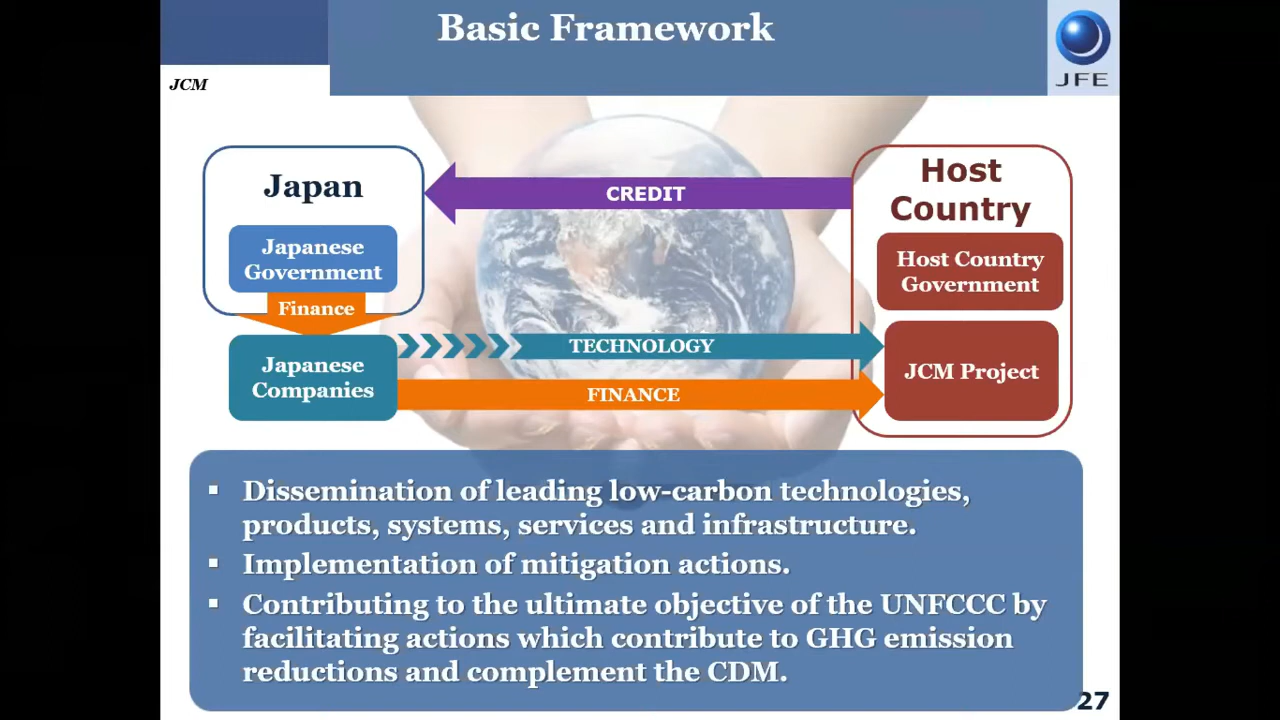 Basic Framework
JCM
JFE
Japan
Japanese
Government
Finance
Japanese
Companies
CREDIT
TECHNOLOGY
FINANCE
Host
Country
Host Country
Government
JCM Project
▪ Dissemination of leading low-carbon technologies,
products, systems, services and infrastructure.
▪ Implementation of mitigation actions.
▪ Contributing to the ultimate objective of the UNFCCC by
facilitating actions which contribute to GHG emission
reductions and complement the CDM.
27